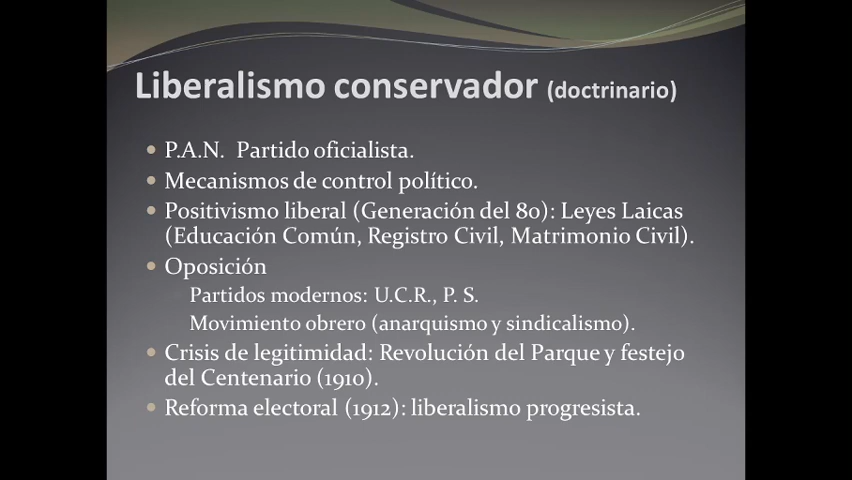 Liberalismo conservador (doctrinario)
P.A.N. Partido oficialista.
Mecanismos de control político.
Positivismo liberal (Generación del 80): Leyes Laicas
(Educación Común, Registro Civil, Matrimonio Civil).
Oposición
Partidos modernos: U.C.R., P. S.
Movimiento obrero (anarquismo y sindicalismo).
Crisis de legitimidad: Revolución del Parque y festejo
del Centenario (1910).
Reforma electoral (1912): liberalismo progresista.